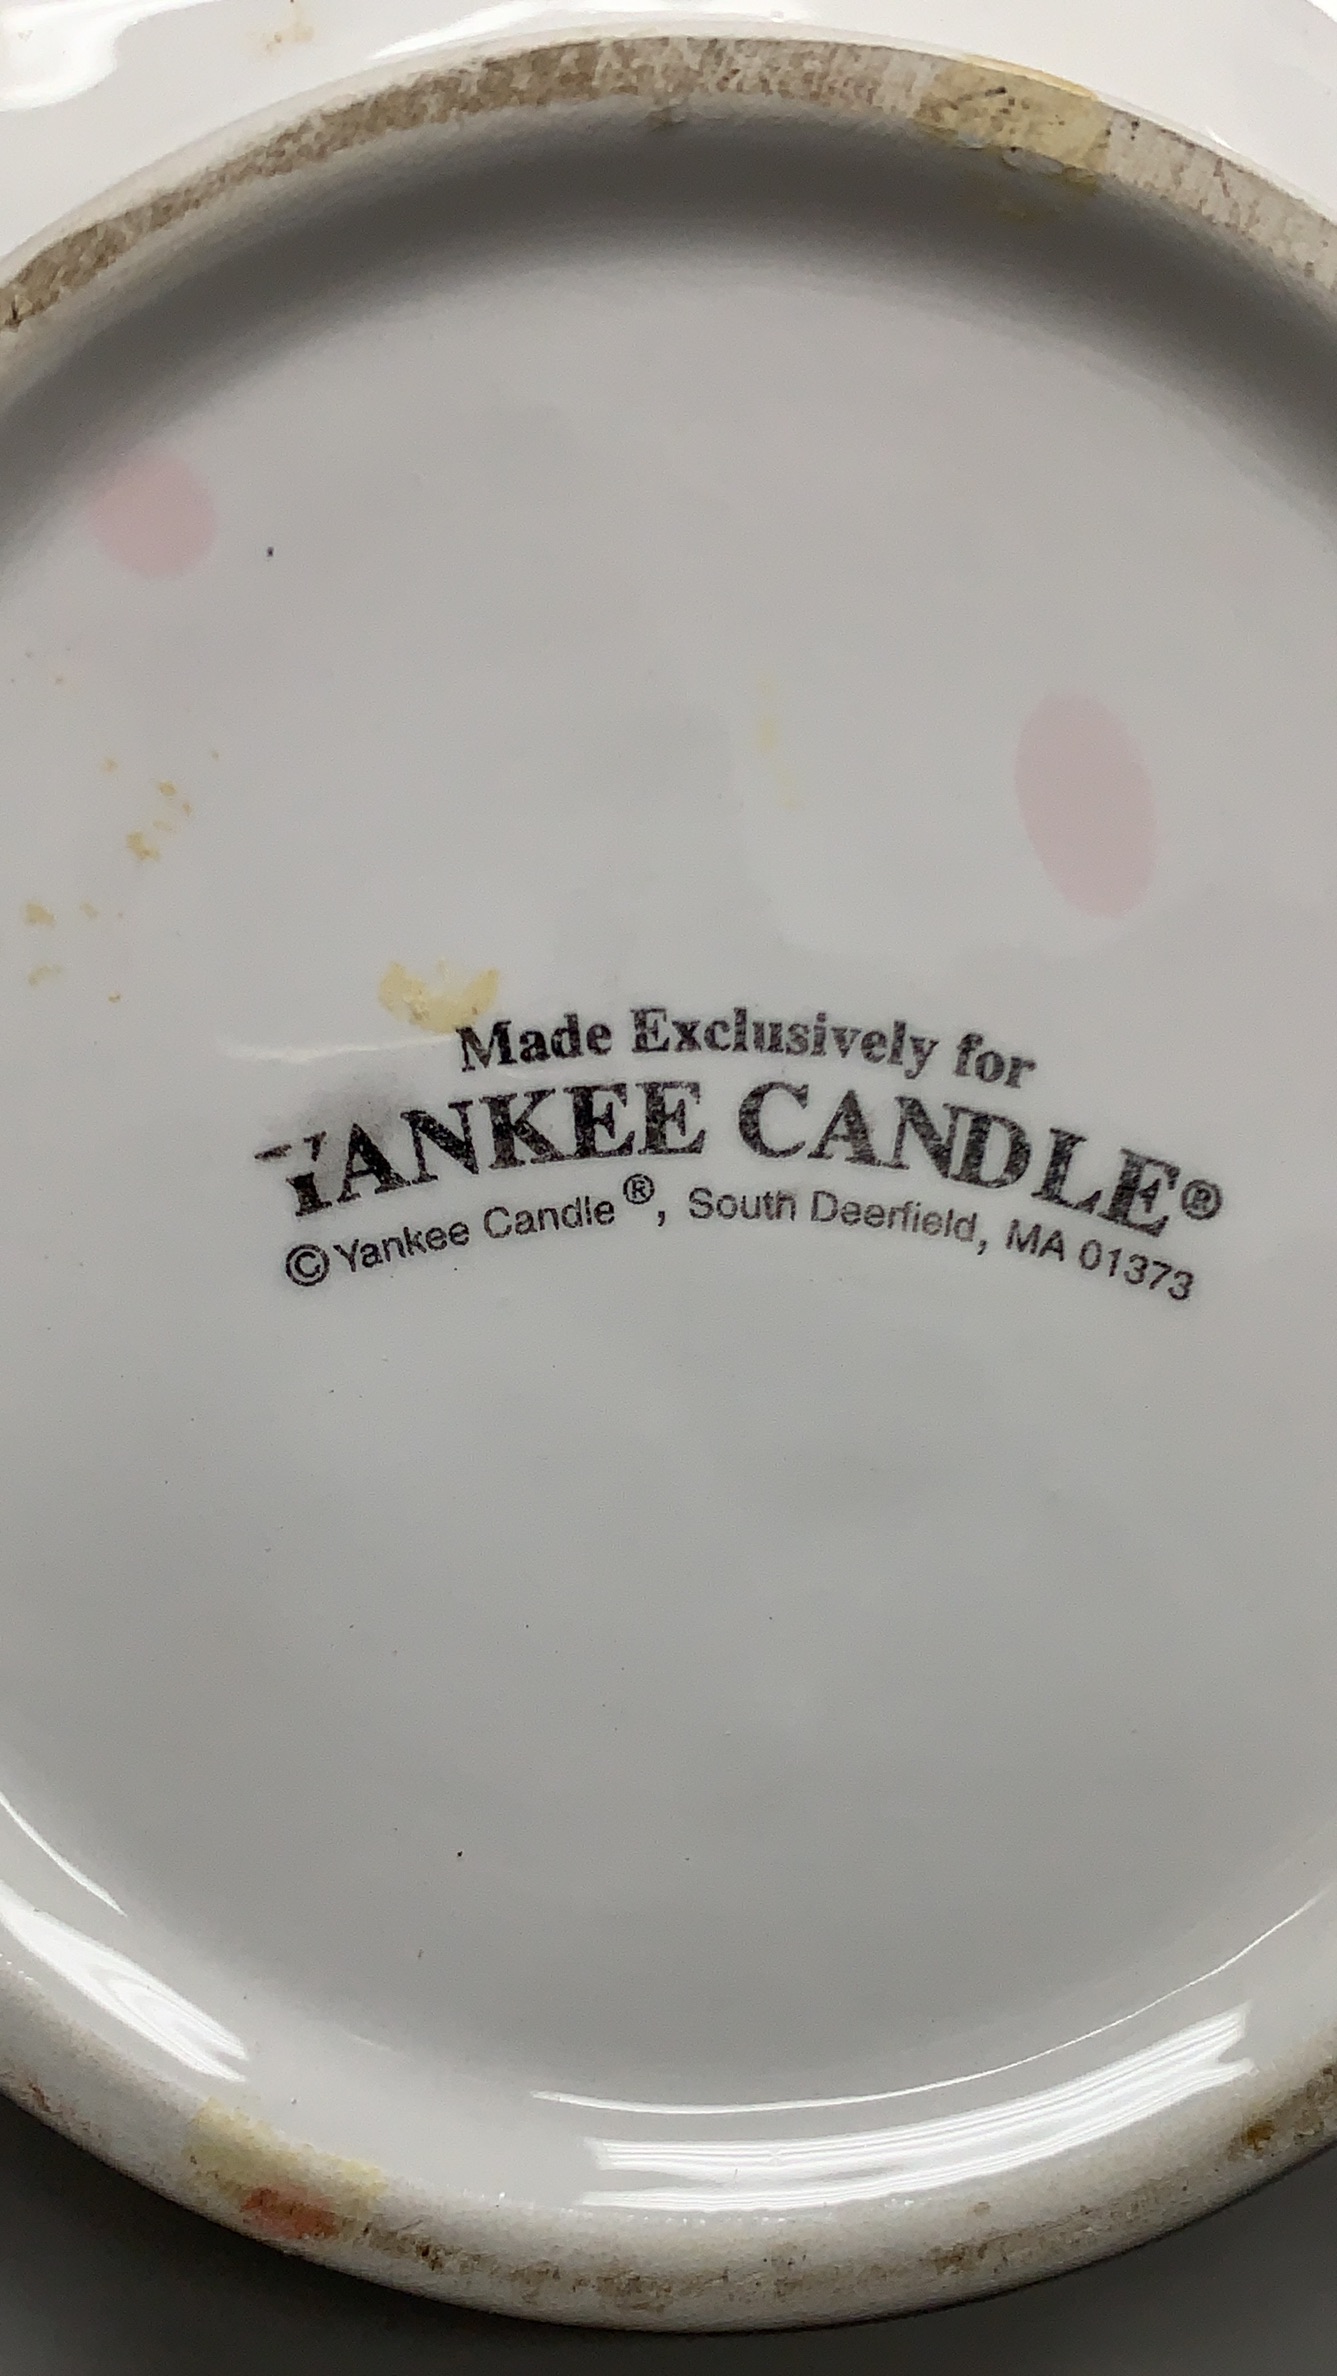 Made Exclusively for
YANKEE CANDLE®
© Yankee Candle®, South Deerfield, MA 01373